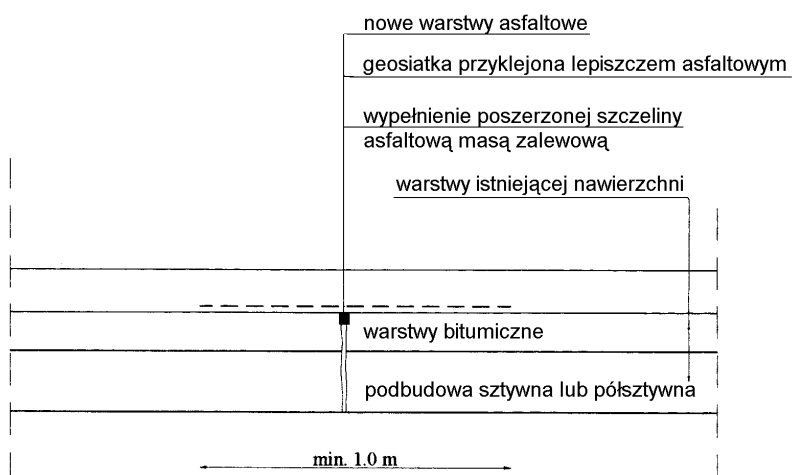 nowe warstwy asfaltowe
geosiatka przyklejona lepiszczem asfaltowym
wypełnienie poszerzonej szczeliny
asfaltową masą zalewową
warstwy istniejącej nawierzchni
warstwy bitumiczne
podbudowa sztywna lub półsztywna
min. 1.0 m